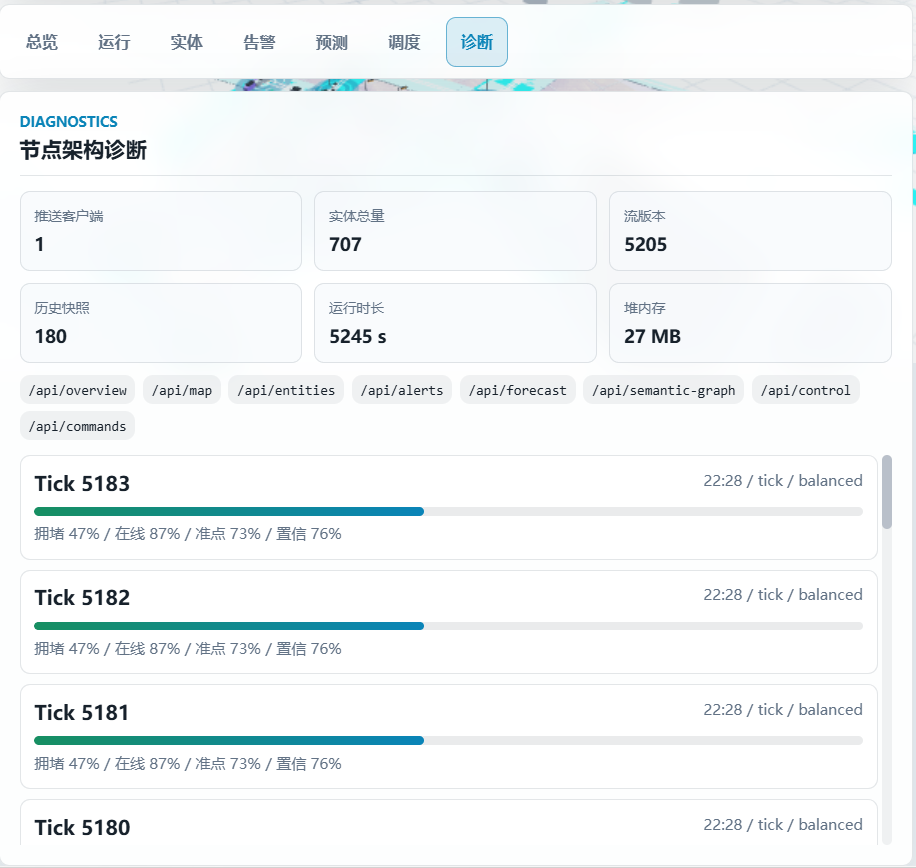 总览 运行 实体 告警 预测 调度 诊断
DIAGNOSTICS
节点架构诊断
推送客户端 实体总量 流版本
1 707 5205
历史快照 运行时长 堆内存
180 5245 s 27 MB
/api/overview /api/map /api/entities /api/alerts /api/forecast /api/semantic-graph /api/control
/api/commands
Tick 5183 22:28 / tick / balanced
拥堵 47% / 在线 87% / 准点 73% / 置信 76%
Tick 5182 22:28 / tick / balanced
拥堵 47% / 在线 87% / 准点 73% / 置信 76%
Tick 5181 22:28 / tick / balanced
拥堵 47% / 在线 87% / 准点 73% / 置信 76%
Tick 5180 22:28 / tick / balanced